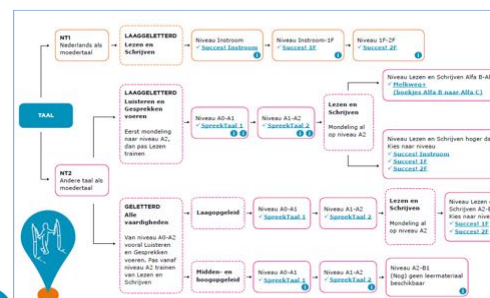 TAAL
NT1
Nederlands als
moedertaal
LAAGGELETTERD
Lezen en
Schrijven
Niveau Instroom
✓ Succes! Instroom
Niveau Instroom-1F
✓ Succes! 1F
Niveau 1F-2F
✓ Succes! 2F
NT2
Andere taal als
moedertaal
LAAGGELETTERD
Luisteren en
Gesprekken
voeren
Eerst mondeling
naar niveau A2,
dan pas Lezen
trainen
Niveau A0-A1
✓ SpreekTaal 1
Niveau A1-A2
✓ SpreekTaal 2
Lezen en
Schrijven
Mondeling al
op niveau A2
Niveau Lezen en Schrijven Alfa B-Al
✓ Melkweg+
(boekjes Alfa B naar Alfa C)
Niveau Lezen en Schrijven hoger da
Kies naar niveau
✓ Succes! Instroom
✓ Succes! 1F
✓ Succes! 2F
GELETTERD
Alle
vaardigheden
Van niveau A0-A2
vooral Luisteren
en Gesprekken
voeren. Pas vanaf
niveau A2 trainen
van Lezen en
Schrijven
Laagopgeleid
Niveau A0-A1
✓ SpreekTaal 1
Niveau A1-A2
✓ SpreekTaal 2
Lezen en
Schrijven
Mondeling al
op niveau A2
Niveau Lezen
Schrijven A2-
Kies naar nive
✓ Succes! 1F
✓ Succes! 2F
Midden- en
hoogopgeleid
Niveau A0-A1
✓ SpreekTaal 1
Niveau A1-A2
✓ SpreekTaal 2
Niveau A2-B1
(Nog) geen leermateriaal
beschikbaar